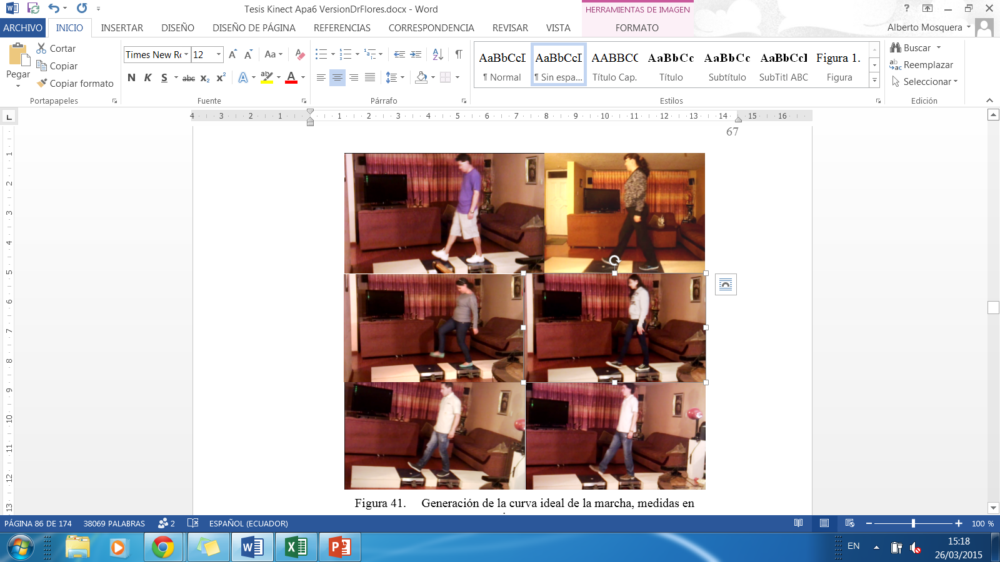 Tesis Kinect Apa6 VersionDrFlores.docx - Word
HERRAMIENTAS DE IMAGEN
ARCHIVO INICIO INSERTAR DISEÑO DISEÑO DE PÁGINA REFERENCIAS CORRESPONDENCIA REVISAR VISTA FORMATO
Alberto Mosquera
Pegar
Cortar
Copiar
Copiar formato
Portapapeles
Times New Ro 12
N K S abc x₂ x²
Aa
Fuente
Párrafo
AaBbCcI AaBbCcI AABBCC AaBbCc AaBbCc AaBbCcI Figura 1.
¶ Normal ¶ Sin espa... Título Cap. Título Subtítulo SubTitl ABC Figura
Estilos
Buscar
Reemplazar
Seleccionar
Edición
4 3 2 1 1 2 3 4 5 6 7 8 9 10 11 12 13 14 15 16
1
2
3
4
5
6
7
8
9
10
11
12
13
67
Figura 41. Generación de la curva ideal de la marcha, medidas en
PÁGINA 86 DE 174 38069 PALABRAS 2 ESPAÑOL (ECUADOR)
100 %
EN
15:18
26/03/2015